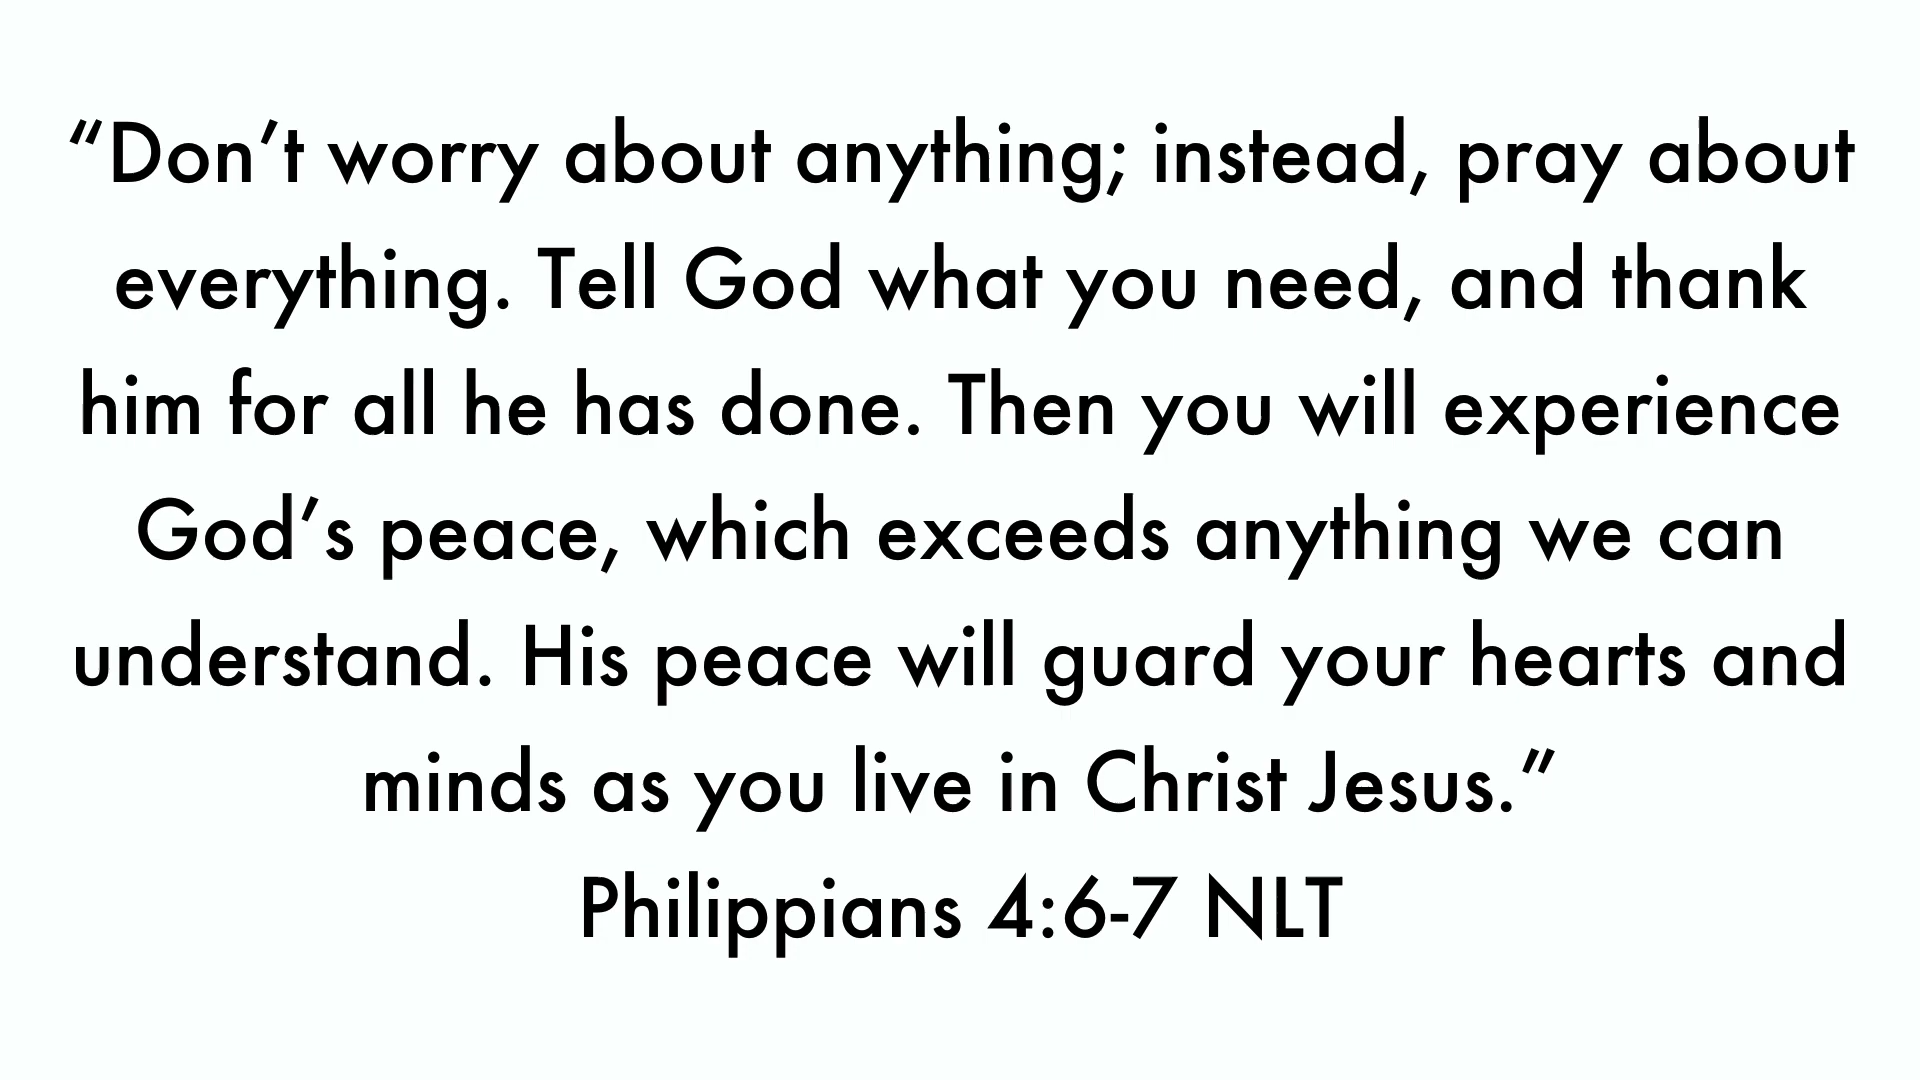 “Don’t worry about anything; instead, pray about
everything. Tell God what you need, and thank
him for all he has done. Then you will experience
God’s peace, which exceeds anything we can
understand. His peace will guard your hearts and
minds as you live in Christ Jesus.”
Philippians 4:6-7 NLT